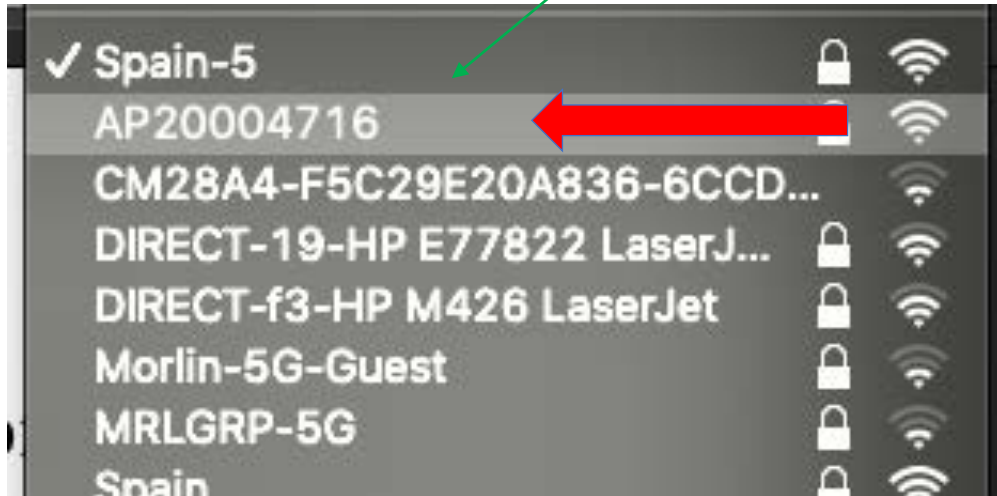 Spain-5
AP20004716
CM28A4-F5C29E20A836-6CCD...
DIRECT-19-HP E77822 LaserJ...
DIRECT-f3-HP M426 LaserJet
Morlin-5G-Guest
MRLGRP-5G
Spain